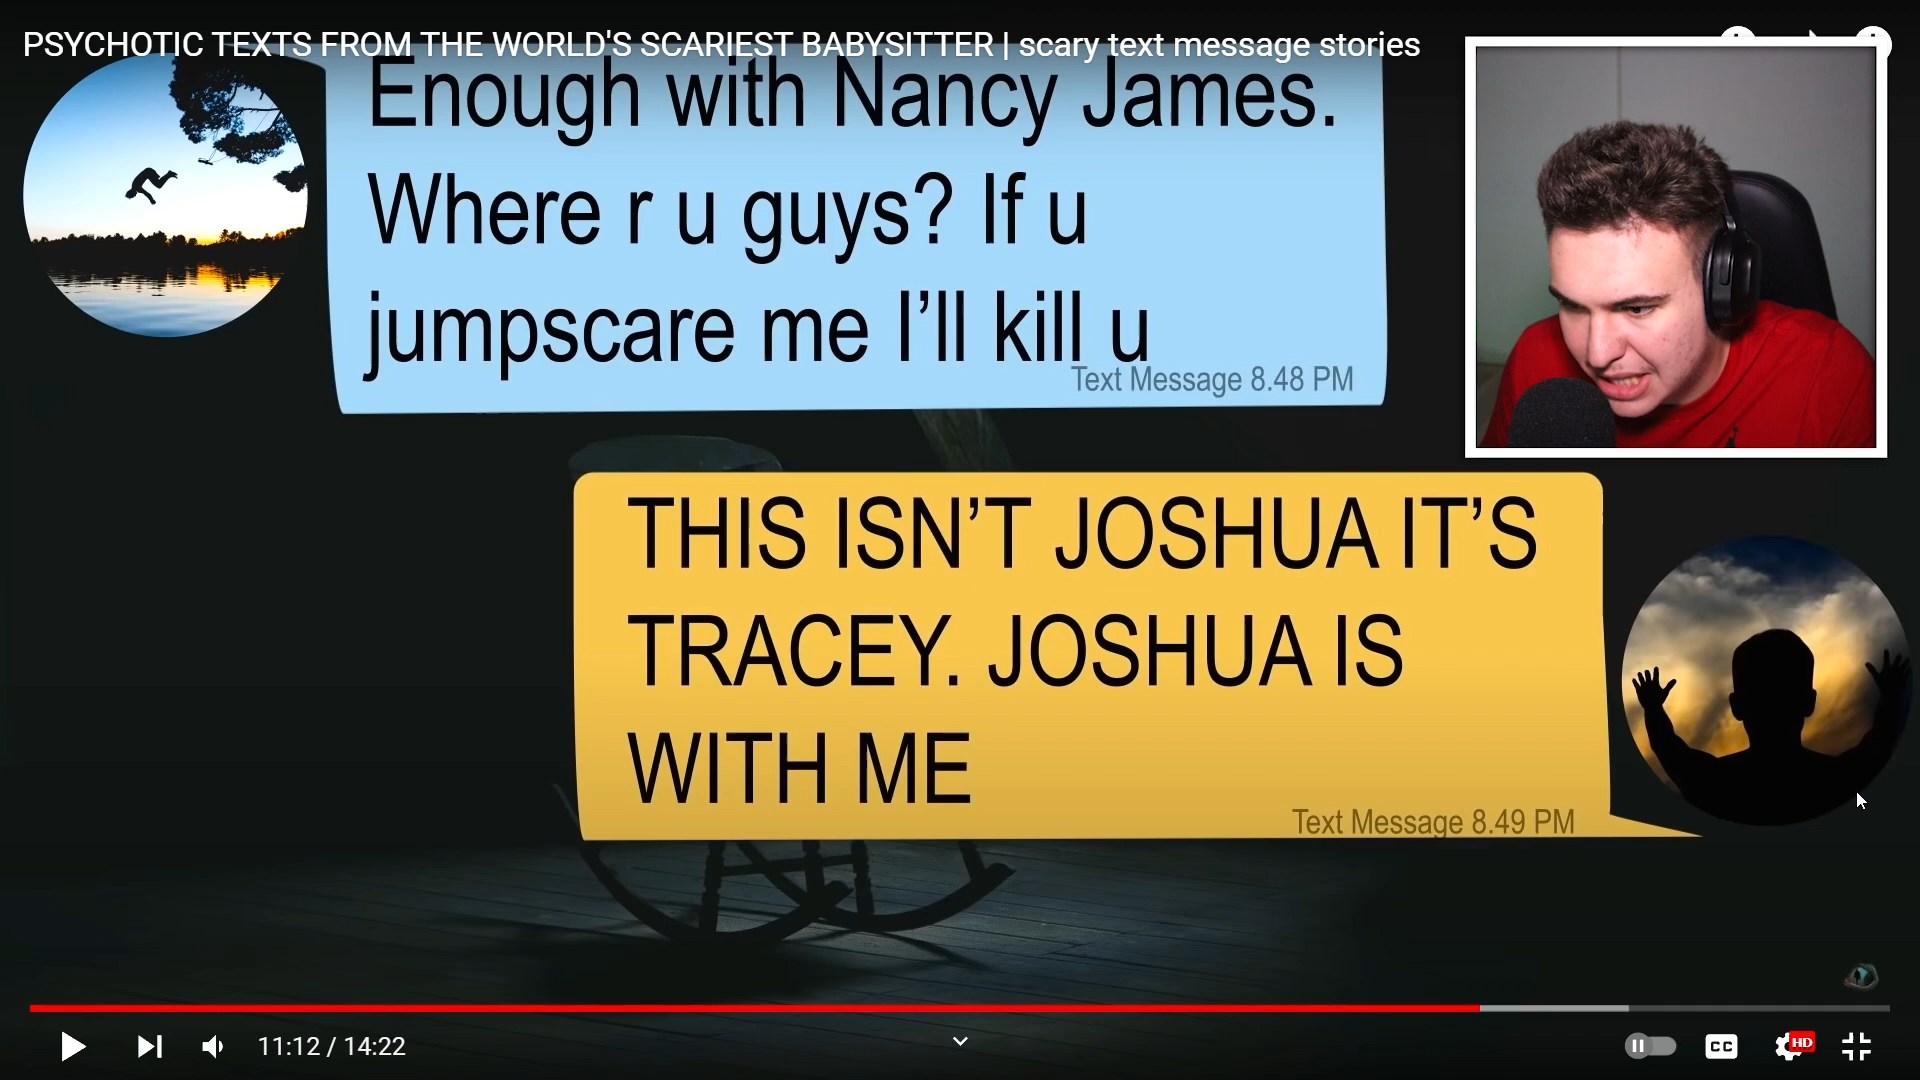 PSYCHOTIC TEXTS FROM THE WORLD'S SCARIEST BABYSITTER | scary text message stories
Enough with Nancy James.
Where r u guys? If u
jumpscare me I’ll kill u
Text Message 8.48 PM
THIS ISN’T JOSHUA IT’S
TRACEY. JOSHUA IS
WITH ME
Text Message 8.49 PM
11:12 / 14:22
CC
HD